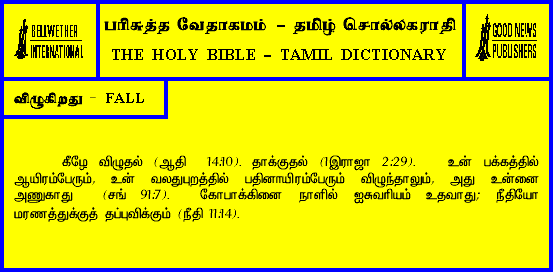 BELLWETHER
INTERNATIONAL
பரிசுத்த வேதாகமம் - தமிழ் சொல்லகராதி
THE HOLY BIBLE - TAMIL DICTIONARY
GOOD NEWS
PUBLISHERS
விழுகிறது - FALL
கீழே விழுதல் (ஆதி 14:10). தாக்குதல் (1இராஜா 2:29). உன் பக்கத்தில்
ஆயிரம்பேரும், உன் வலதுபுறத்தில் பதினாயிரம்பேரும் விழுந்தாலும், அது உன்னை
அணுகாது (சங் 91:7). கோபாக்கினை நாளில் ஐசுவரியம் உதவாது; நீதியோ
மரணத்துக்குத் தப்புவிக்கும் (நீதி 11:14).